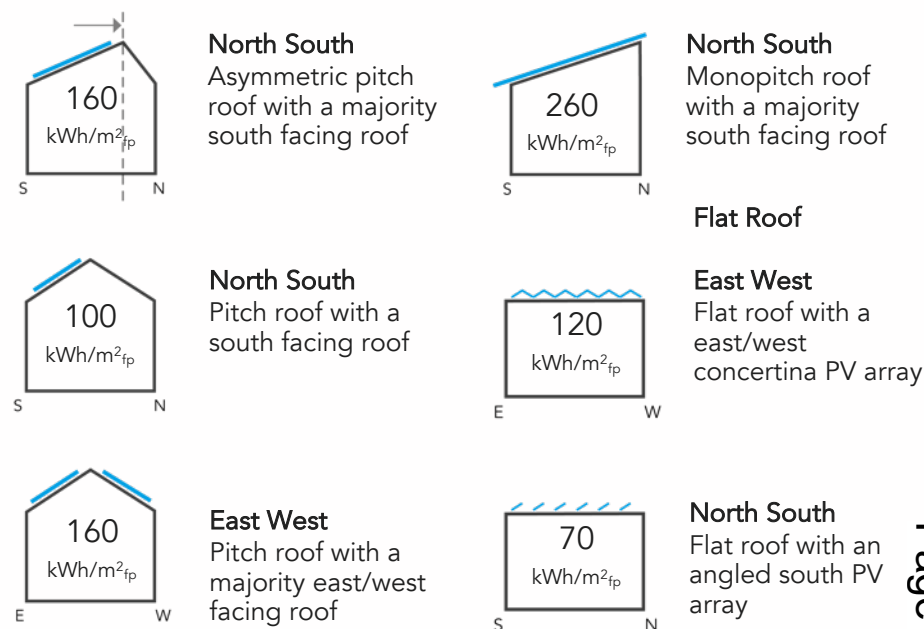 160
kWh/m²fp
S N
North South
Asymmetric pitch
roof with a majority
south facing roof
260
kWh/m²fp
S N
North South
Monopitch roof
with a majority
south facing roof
Flat Roof
100
kWh/m²fp
S N
North South
Pitch roof with a
south facing roof
120
kWh/m²fp
E W
East West
Flat roof with a
east/west
concertina PV array
160
kWh/m²fp
E W
East West
Pitch roof with a
majority east/west
facing roof
70
kWh/m²fp
S N
North South
Flat roof with an
angled south PV
array